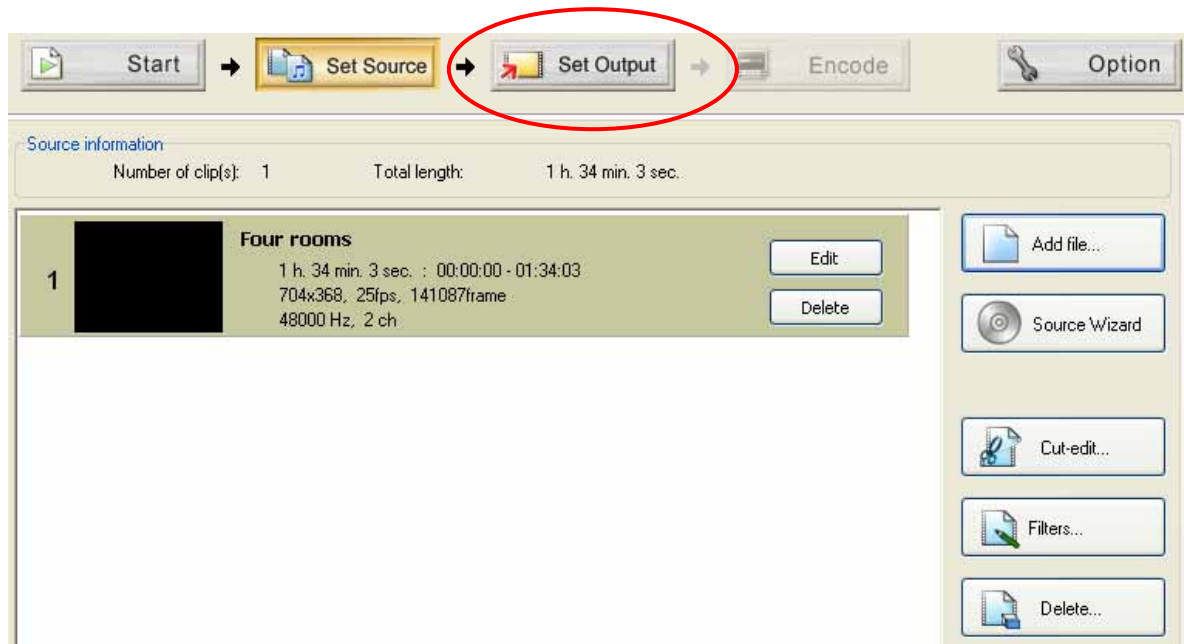 Start Set Source Set Output Encode Option
Source information
Number of clip(s): 1 Total length: 1 h. 34 min. 3 sec.
1
Four rooms
1 h. 34 min. 3 sec. : 00:00:00 - 01:34:03
704x368, 25fps, 141087frame
48000 Hz, 2 ch
Edit
Delete
Add file...
Source Wizard
Cut-edit...
Filters...
Delete...